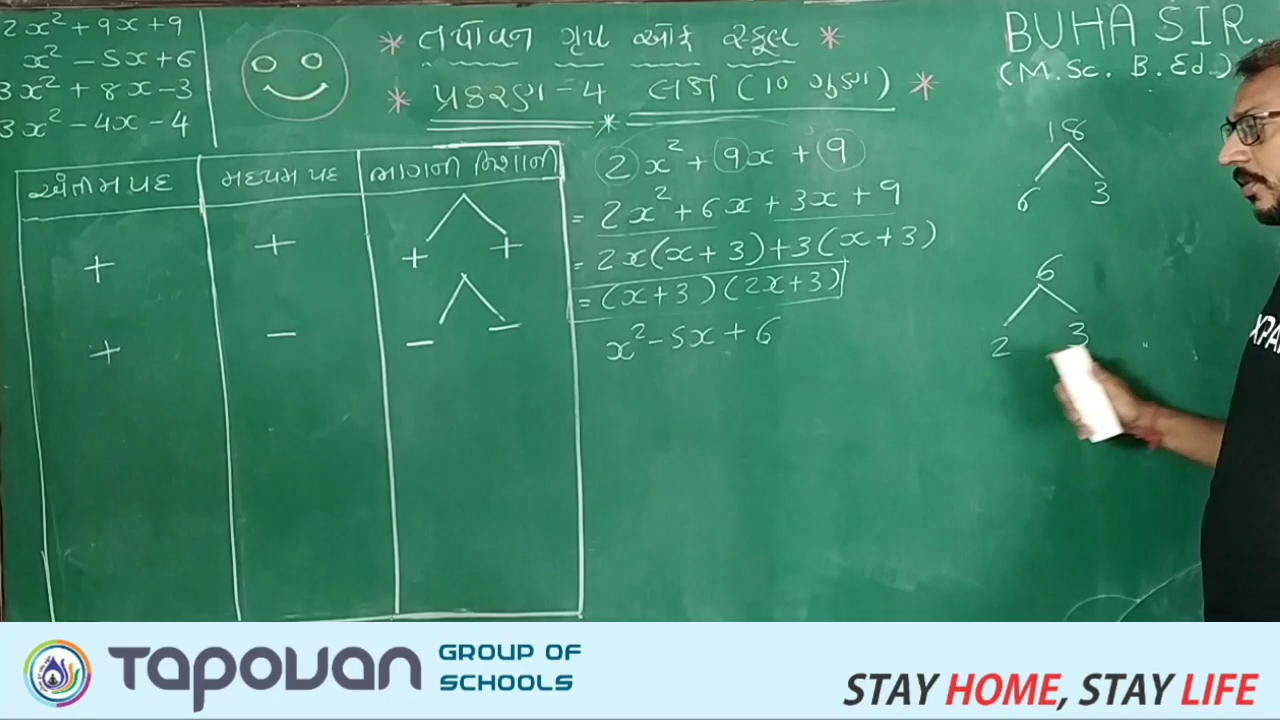 2x² + 9x + 9
x² - 5x + 6
3x² + 8x - 3
3x² - 4x - 4
* તપોવન ગૃપ ઓફ સ્કુલ *
* પ્રકરણ - 4 (10 ગુણ) *
BUHA SIR.
(M.Sc. B.Ed.)
અંતિમ પદ મધ્યમ પદ ભાગની નિશાની
+ + + +
+ - - -
2x² + 9x + 9
= 2x² + 6x + 3x + 9
= 2x(x + 3) + 3(x + 3)
= (x + 3) (2x + 3)
x² - 5x + 6
18
6 3
6
2 3
XPA
TAPOVAN GROUP OF SCHOOLS
STAY HOME, STAY LIFE